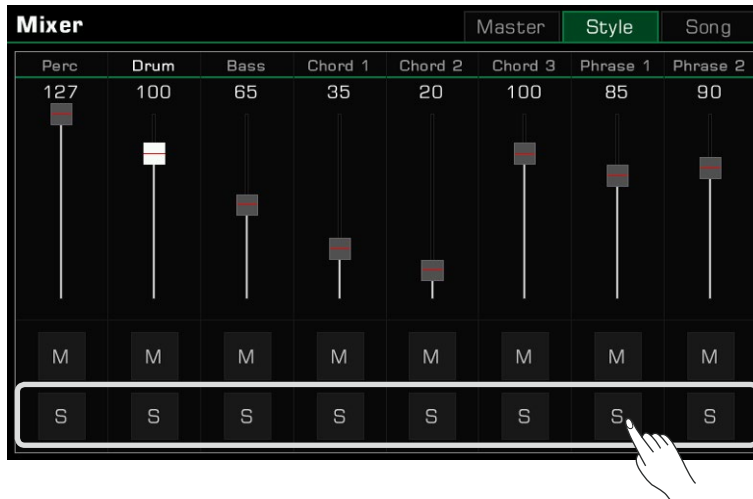 Mixer Master Style Song
Perc Drum Bass Chord 1 Chord 2 Chord 3 Phrase 1 Phrase 2
127 100 65 35 20 100 85 90
M M M M M M M M
S S S S S S S S